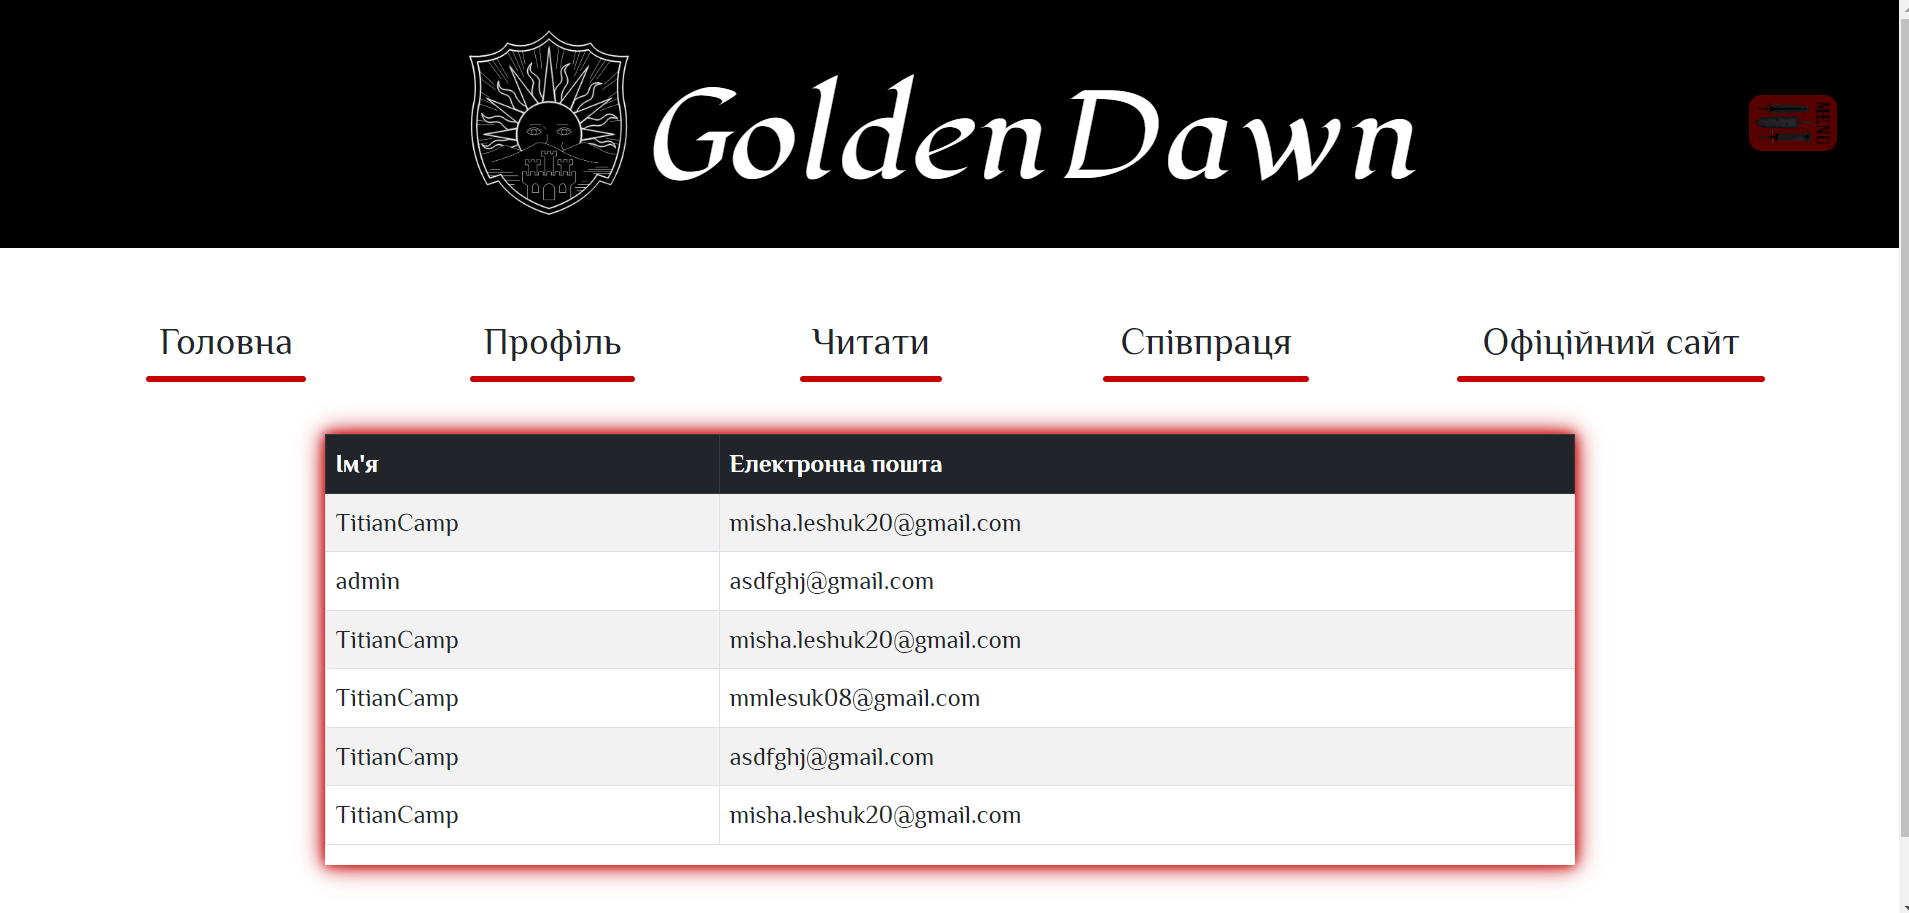 Golden Dawn
MENU
Головна Профіль Читати Співпраця Офіційний сайт
Ім'я Електронна пошта
TitianCamp misha.leshuk20@gmail.com
admin asdfghj@gmail.com
TitianCamp misha.leshuk20@gmail.com
TitianCamp mmlesuk08@gmail.com
TitianCamp asdfghj@gmail.com
TitianCamp misha.leshuk20@gmail.com